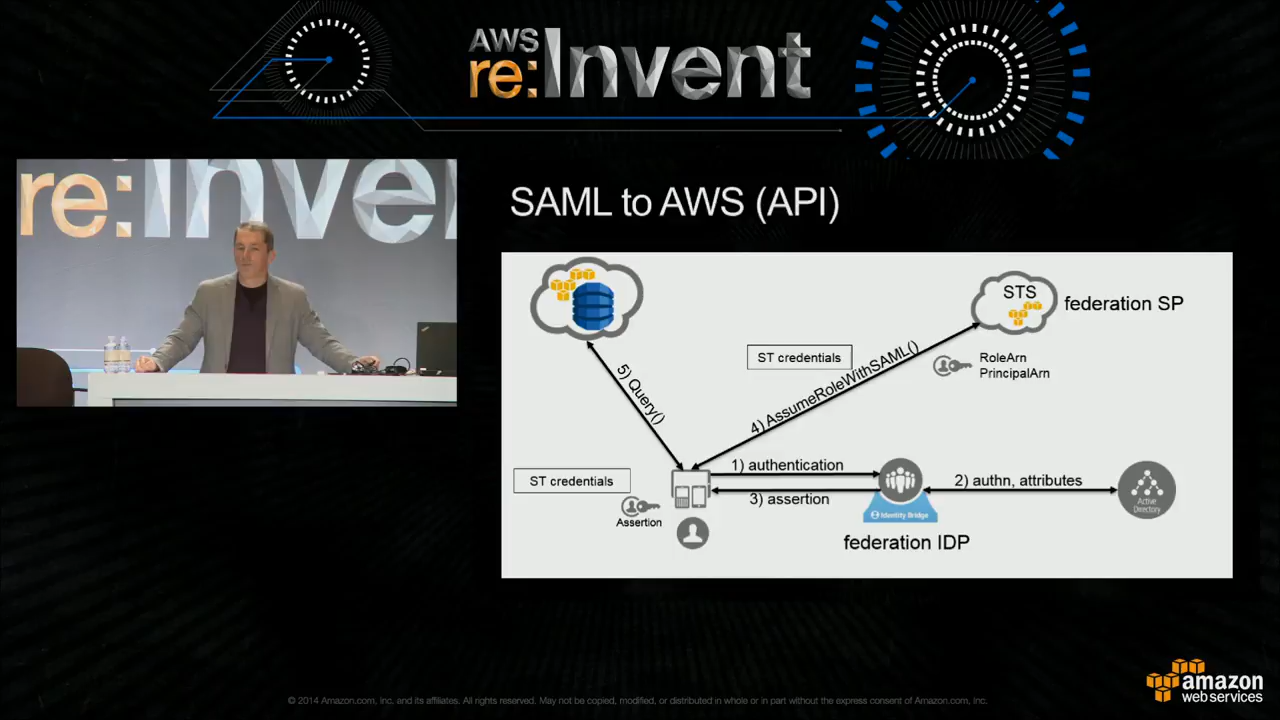 AWS
re:Invent
re:Inven
SAML to AWS (API)
STS
federation SP
ST credentials
RoleArn
PrincipalArn
5) Query()
4) AssumeRoleWithSAML()
1) authentication
ST credentials
2) authn, attributes
3) assertion
Active
Directory
Assertion
Identity Bridge
federation IDP
amazon
web services
© 2014 Amazon.com, inc. and its affiliates. All rights reserved. May not be copied, modified, or distributed in whole or in part without the express consent of Amazon.com, inc.